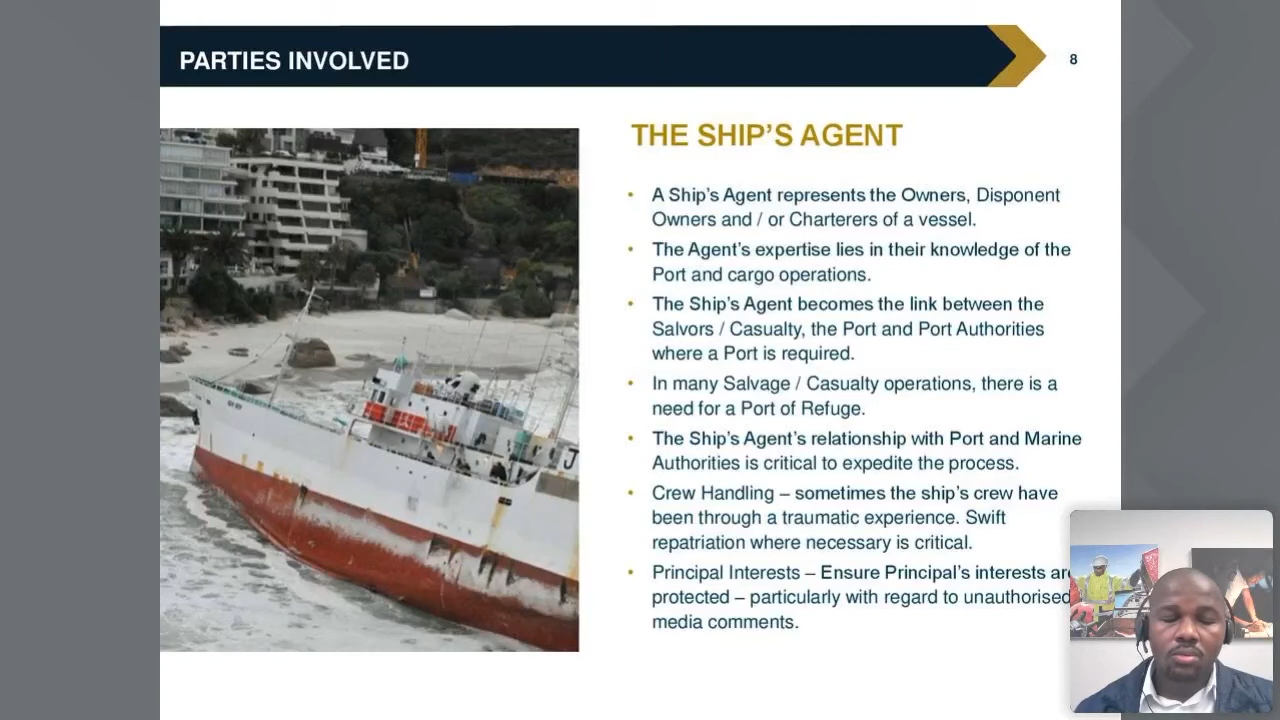 PARTIES INVOLVED
8
THE SHIP'S AGENT
• A Ship's Agent represents the Owners, Disponent
Owners and / or Charterers of a vessel.
• The Agent's expertise lies in their knowledge of the
Port and cargo operations.
• The Ship's Agent becomes the link between the
Salvors / Casualty, the Port and Port Authorities
where a Port is required.
• In many Salvage / Casualty operations, there is a
need for a Port of Refuge.
• The Ship's Agent's relationship with Port and Marine
Authorities is critical to expedite the process.
• Crew Handling – sometimes the ship's crew have
been through a traumatic experience. Swift
repatriation where necessary is critical.
• Principal Interests – Ensure Principal's interests are
protected – particularly with regard to unauthorised
media comments.